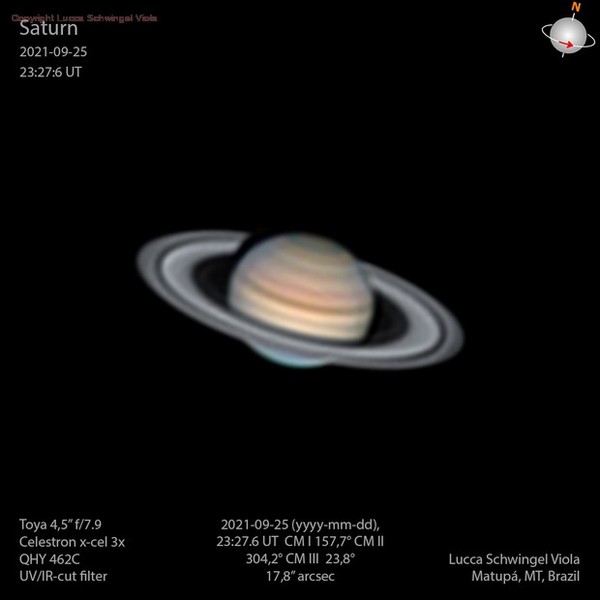 Copyright Lucca Schwingel Viola
Saturn
2021-09-25
23:27:6 UT
N
Toya 4,5” f/7.9
Celestron x-cel 3x
QHY 462C
UV/IR-cut filter
2021-09-25 (yyyy-mm-dd),
23:27.6 UT CM I 157,7° CM II
304,2° CM III 23,8°
17,8” arcsec
Lucca Schwingel Viola
Matupá, MT, Brazil